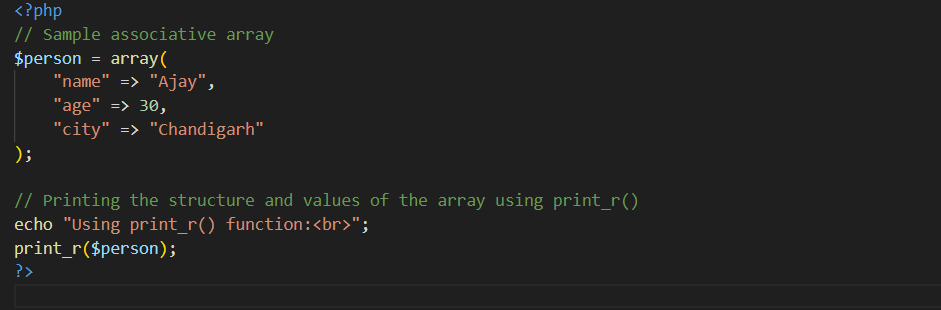 <?php
// Sample associative array
$person = array(
    "name" => "Ajay",
    "age" => 30,
    "city" => "Chandigarh"
);

// Printing the structure and values of the array using print_r()
echo "Using print_r() function:<br>";
print_r($person);
?>